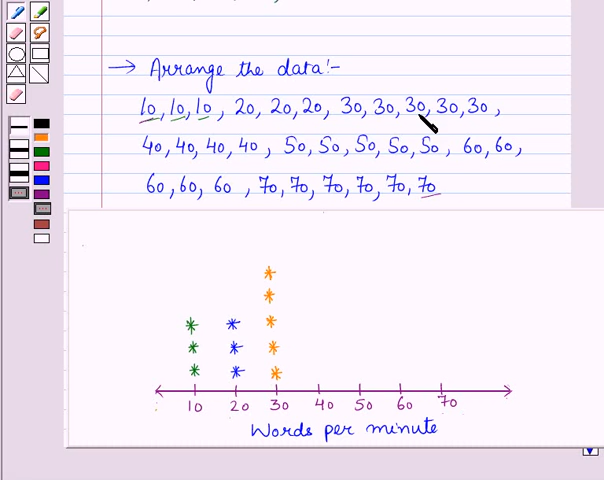 → Arrange the data:-
10, 10, 10, 20, 20, 20, 30, 30, 30, 30, 30,
40, 40, 40, 40, 50, 50, 50, 50, 50, 60, 60,
60, 60, 60, 70, 70, 70, 70, 70, 70
10 20 30 40 50 60 70
Words per minute